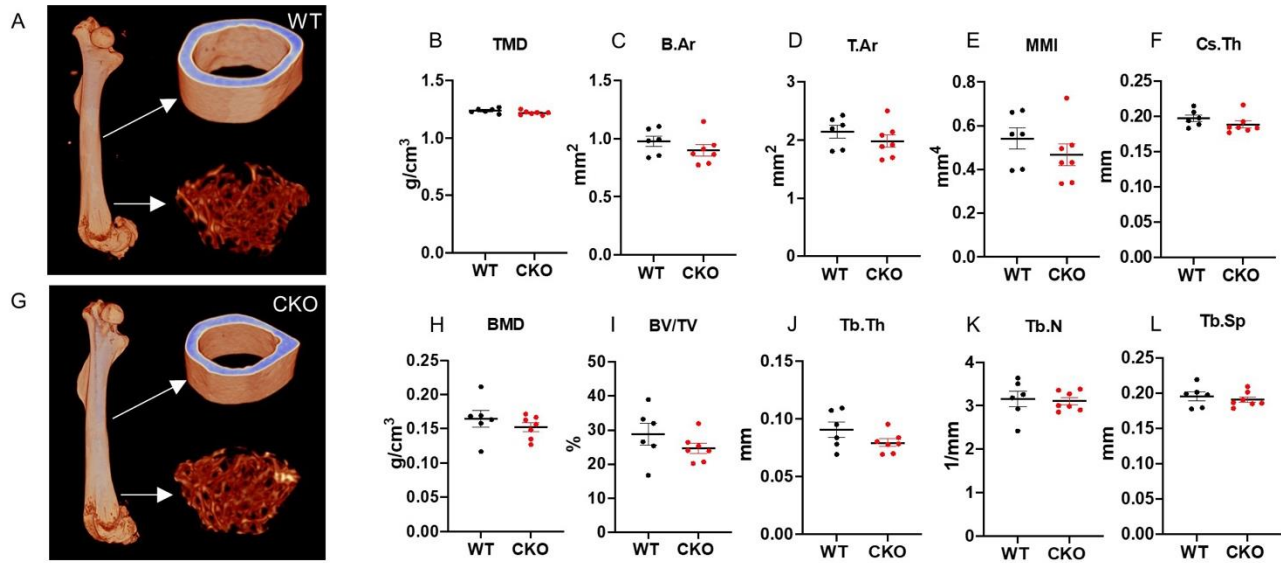 A
WT
B
TMD
g/cm3
1.5
1.0
0.5
0.0
WT CKO
C
B.Ar
mm2
1.5
1.0
0.5
0.0
WT CKO
D
T.Ar
mm2
3
2
1
0
WT CKO
E
MMI
mm4
0.8
0.6
0.4
0.2
0.0
WT CKO
F
Cs.Th
mm
0.25
0.20
0.15
0.10
0.05
0.00
WT CKO
G
CKO
H
BMD
g/cm3
0.25
0.20
0.15
0.10
0.05
0.00
WT CKO
I
BV/TV
%
50
40
30
20
10
0
WT CKO
J
Tb.Th
mm
0.15
0.10
0.05
0.00
WT CKO
K
Tb.N
1/mm
4
3
2
1
0
WT CKO
L
Tb.Sp
mm
0.25
0.20
0.15
0.10
0.05
0.00
WT CKO